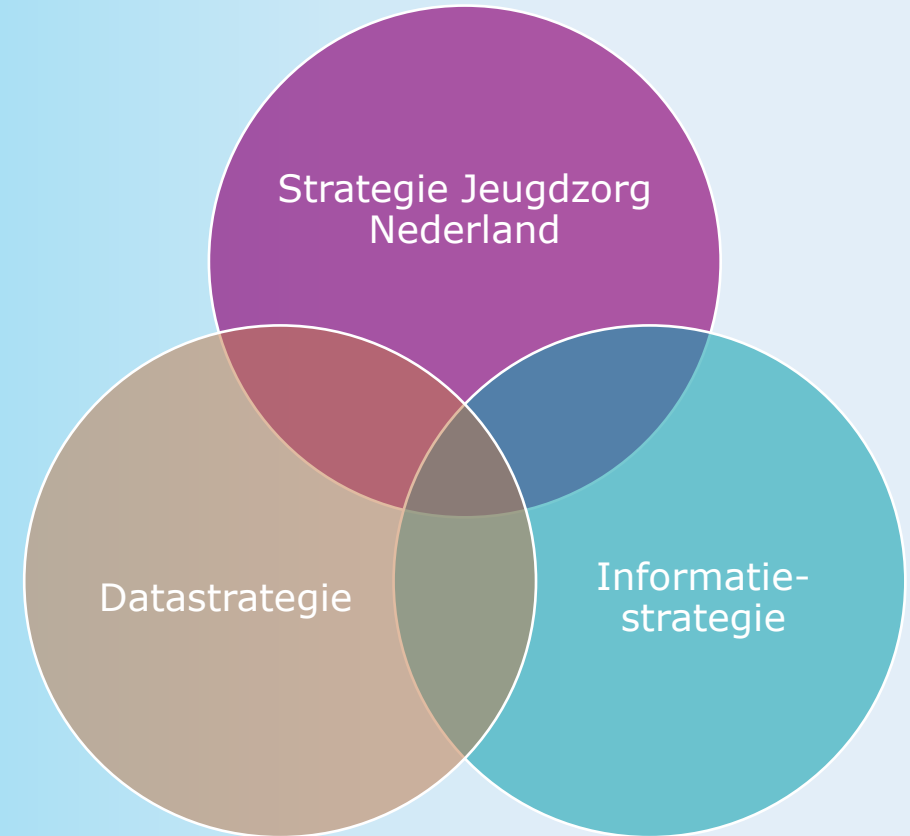 Strategie Jeugdzorg
Nederland
Datastrategie
Informatie-
strategie